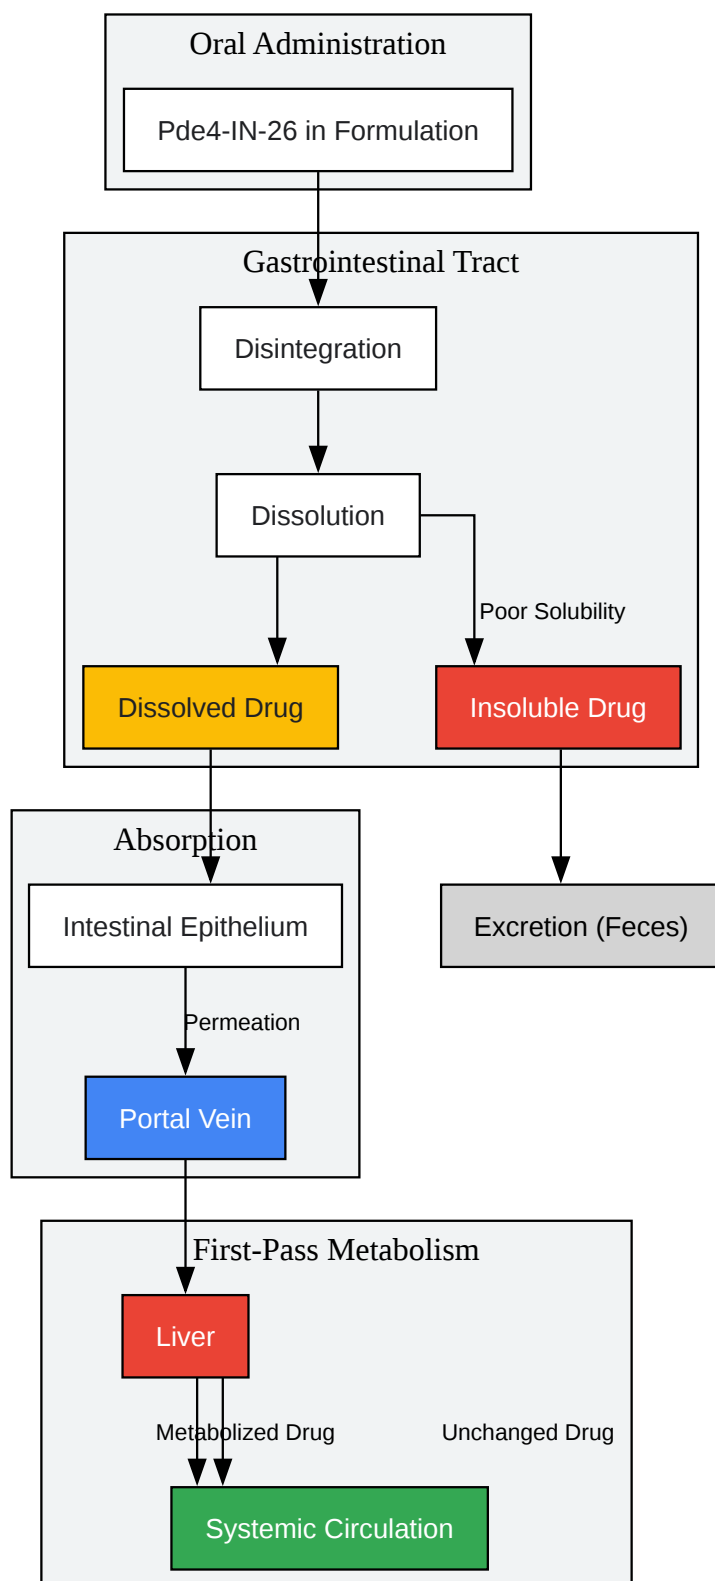 Oral Administration
Pde4-IN-26 in Formulation
Gastrointestinal Tract
Disintegration
Dissolution
Poor Solubility
Dissolved Drug
Insoluble Drug
Absorption
Intestinal Epithelium
Excretion (Feces)
Permeation
Portal Vein
First-Pass Metabolism
Liver
Metabolized Drug
Unchanged Drug
Systemic Circulation